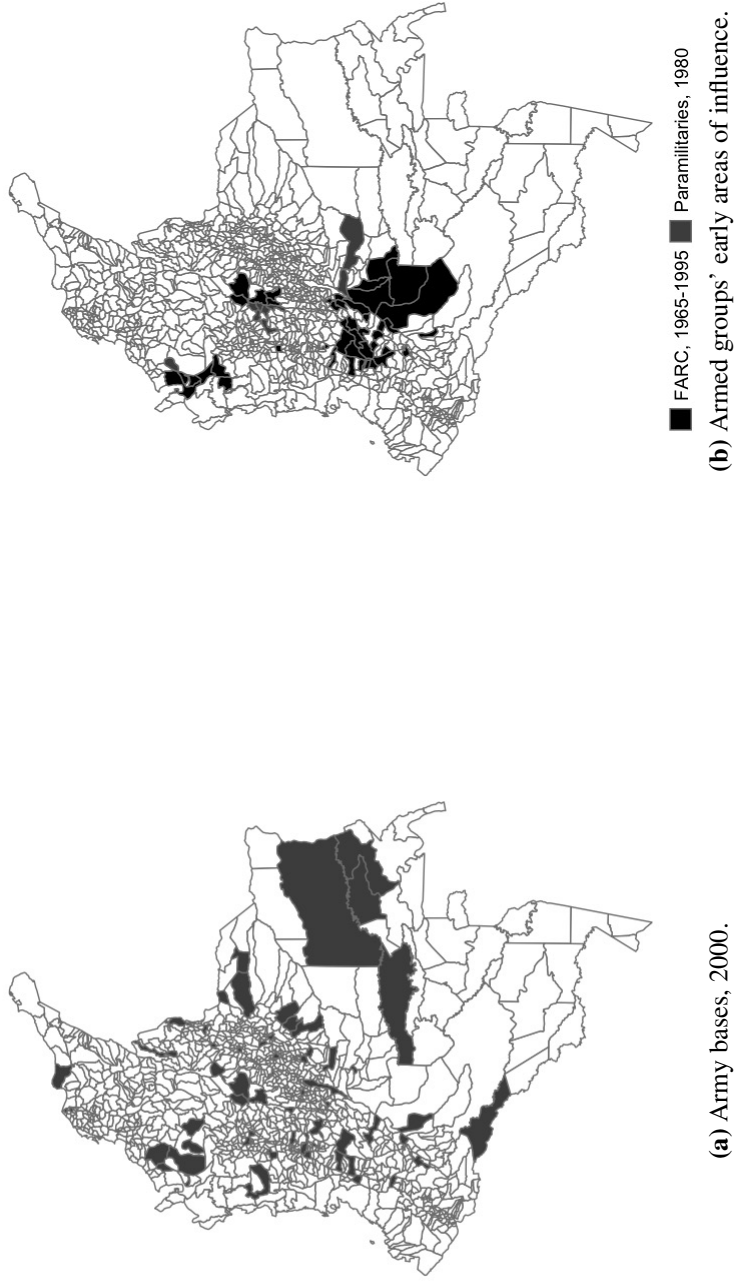 (a) Army bases, 2000.
FARC, 1965-1995 Paramilitaries, 1980
(b) Armed groups’ early areas of influence.